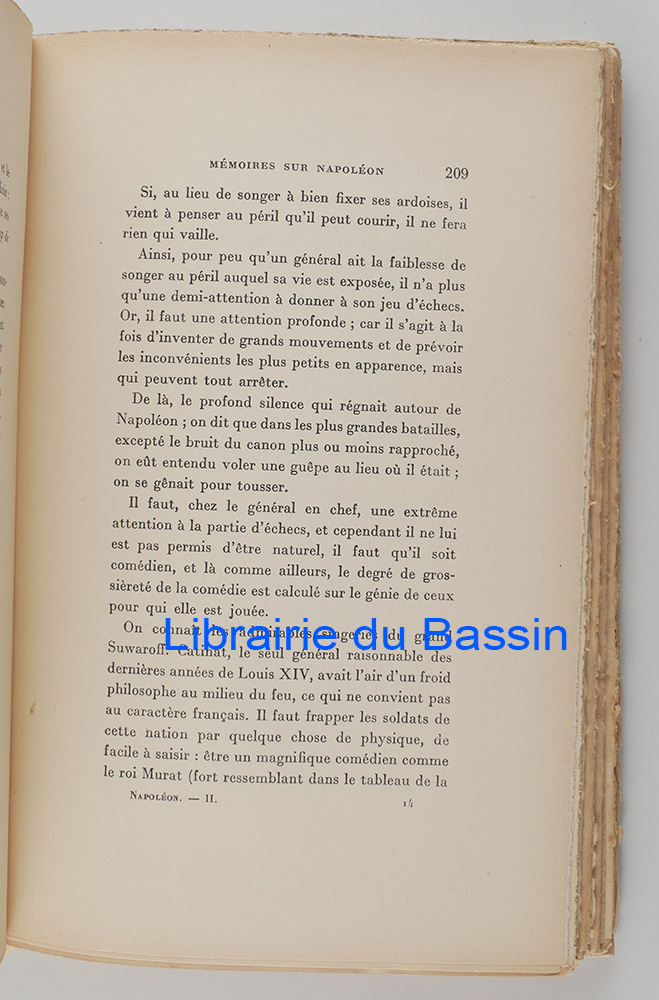 MÉMOIRES SUR NAPOLÉON 209
Si, au lieu de songer à bien fixer ses ardoises, il
vient à penser au péril qu'il peut courir, il ne fera
rien qui vaille.
Ainsi, pour peu qu'un général ait la faiblesse de
songer au péril auquel sa vie est exposée, il n'a plus
qu'une demi-attention à donner à son jeu d'échecs.
Or, il faut une attention profonde ; car il s'agit à la
fois d'inventer de grands mouvements et de prévoir
les inconvénients les plus petits en apparence, mais
qui peuvent tout arrêter.
De là, le profond silence qui régnait autour de
Napoléon ; on dit que dans les plus grandes batailles,
excepté le bruit du canon plus ou moins rapproché,
on eût entendu voler une guêpe au lieu où il était ;
on se gênait pour tousser.
Il faut, chez le général en chef, une extrême
attention à la partie d'échecs, et cependant il ne lui
est pas permis d'être naturel, il faut qu'il soit
comédien, et là comme ailleurs, le degré de gros-
sièreté de la comédie est calculé sur le génie de ceux
pour qui elle est jouée.
On connaît les admirables singeries du grand
Librairie du Bassin
Suwaroff. Catinat, le seul général raisonnable des
dernières années de Louis XIV, avait l'air d'un froid
philosophe au milieu du feu, ce qui ne convient pas
au caractère français. Il faut frapper les soldats de
cette nation par quelque chose de physique, de
facile à saisir : être un magnifique comédien comme
le roi Murat (fort ressemblant dans le tableau de la
NAPOLÉON. — II. 14